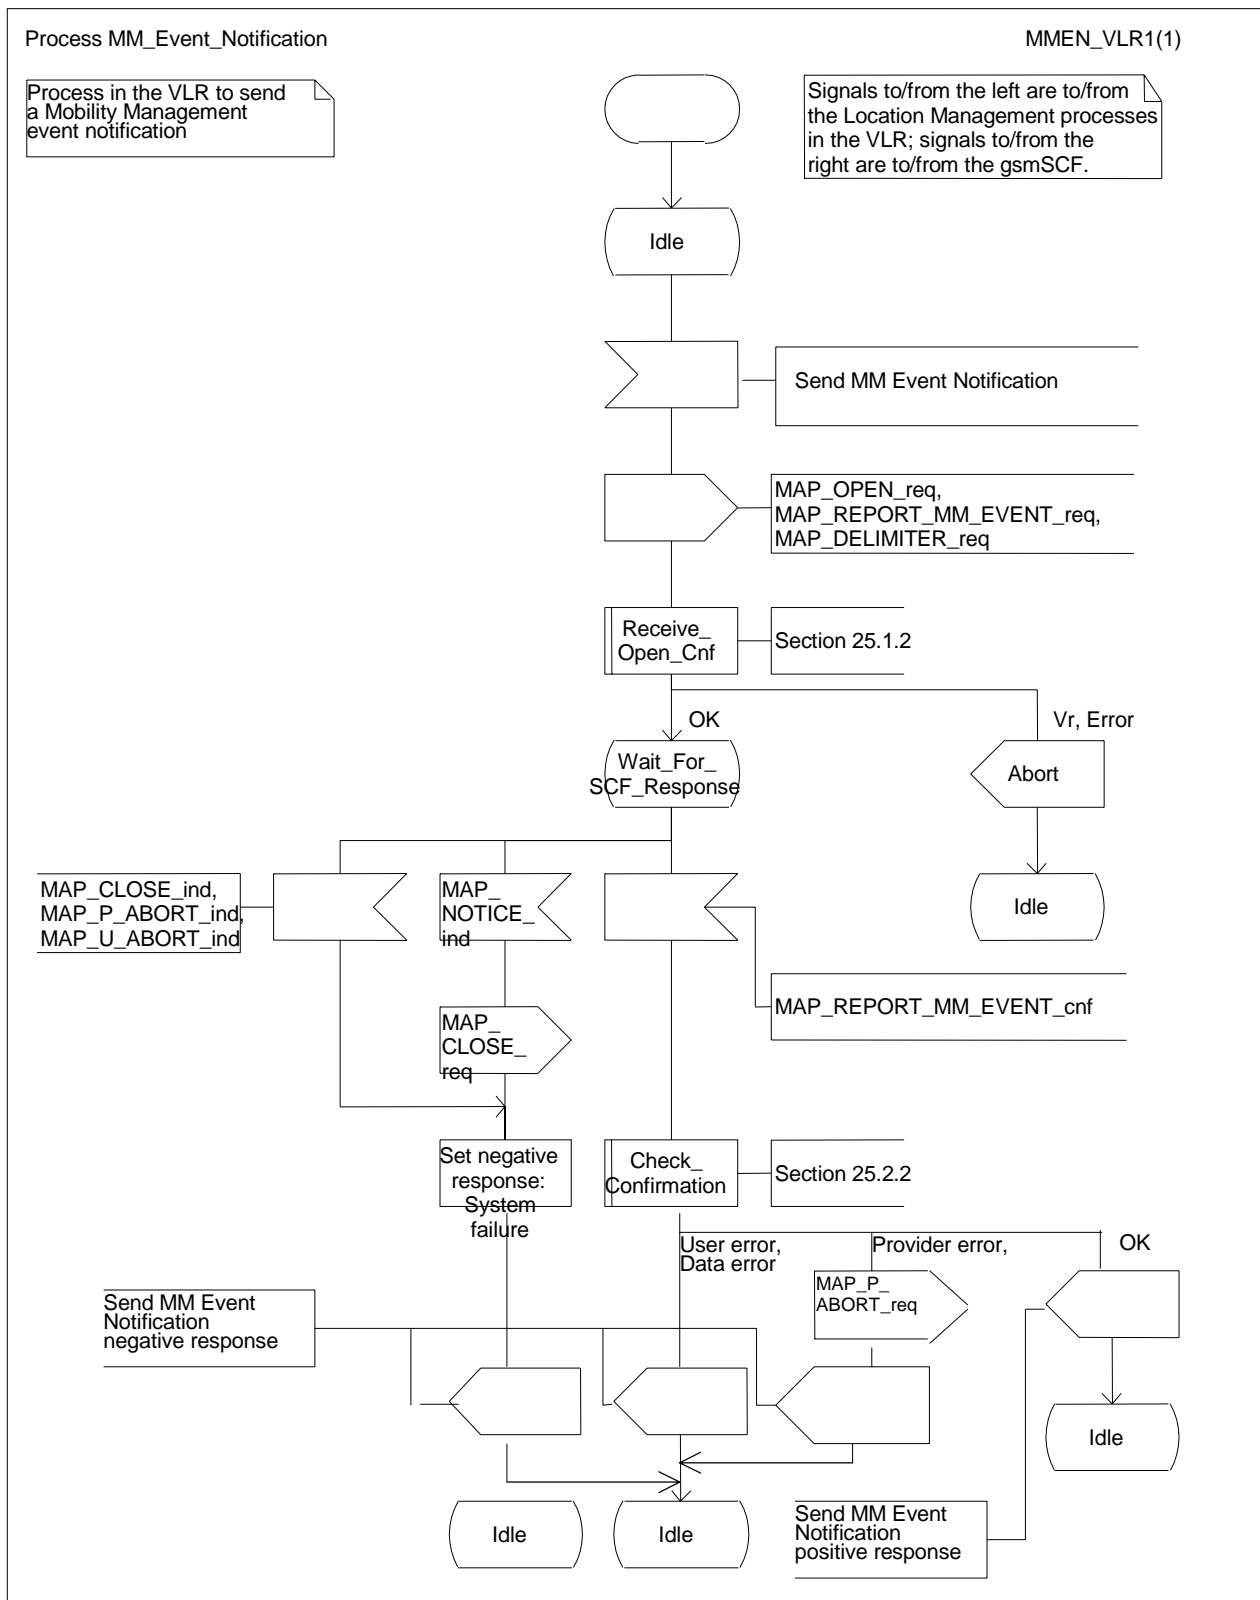 Process MM_Event_Notification
MMEN_VLR1(1)
Process in the VLR to send
a Mobility Management
event notification
Signals to/from the left are to/from
the Location Management processes
in the VLR; signals to/from the
right are to/from the gsmSCF.
Idle
Send MM Event Notification
MAP_OPEN_req,
MAP_REPORT_MM_EVENT_req,
MAP_DELIMITER_req
Receive_
Open_Cnf
Section 25.1.2
OK
Vr, Error
Wait_For_
SCF_Response
Abort
MAP_CLOSE_ind,
MAP_P_ABORT_ind,
MAP_U_ABORT_ind
MAP_
NOTICE_
ind
Idle
MAP_REPORT_MM_EVENT_cnf
MAP_
CLOSE_
req
Set negative
response:
System
failure
Check_
Confirmation
Section 25.2.2
User error,
Data error
Provider error,
OK
MAP_P_
ABORT_req
Send MM Event
Notification
negative response
Idle
Idle
Idle
Send MM Event
Notification
positive response